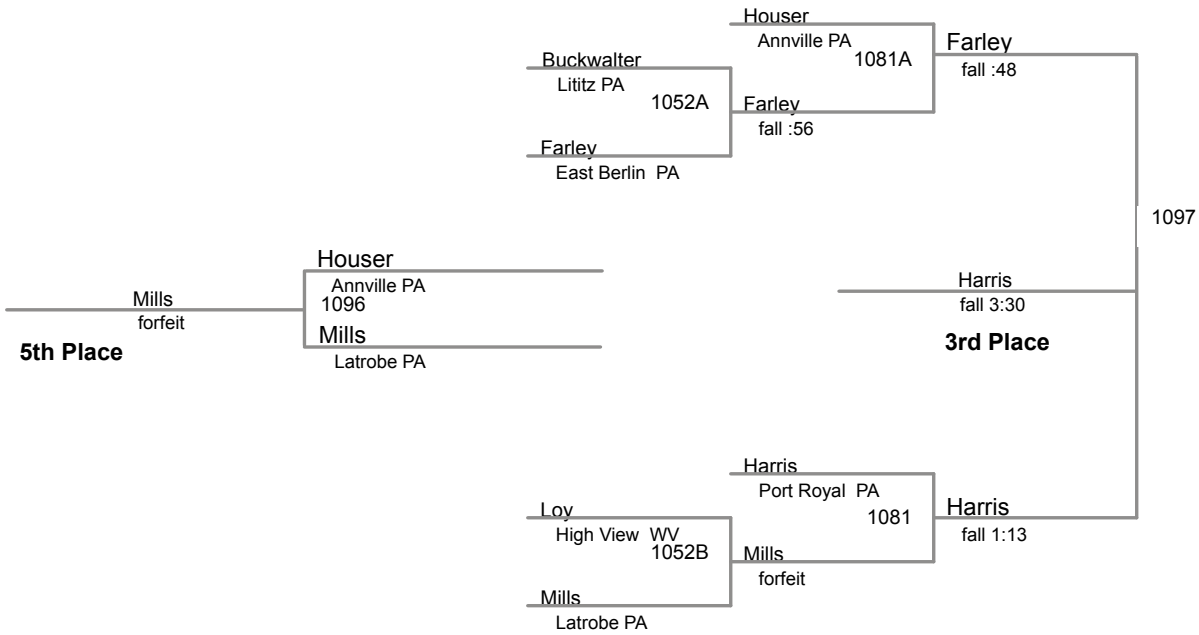 Houser
Annville PA
1081A
Farley
fall :48
Buckwalter
Lititz PA
1052A
Farley
fall :56
Farley
East Berlin PA
1097
Houser
Annville PA
1096
Mills
forfeit
5th Place
Mills
Latrobe PA
Harris
fall 3:30
3rd Place
Harris
Port Royal PA
1081
Harris
fall 1:13
Loy
High View WV
1052B
Mills
forfeit
Mills
Latrobe PA